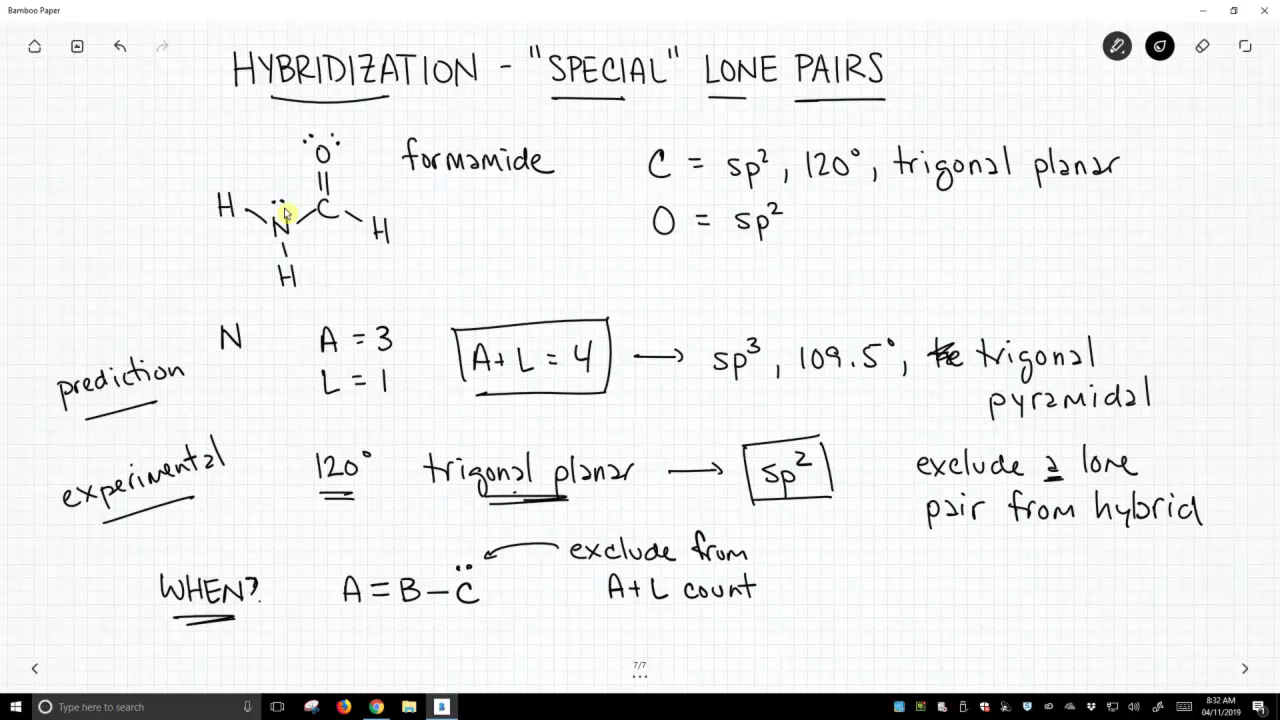 Bamboo Paper
HYBRIDIZATION - "SPECIAL" LONE PAIRS
O
formamide
C = sp², 120°, trigonal planar
H
N
C
H
H
O = sp²
prediction
N
A = 3
L = 1
A+L = 4
sp³, 109.5°, trigonal
pyramidal
experimental
120°
trigonal planar
sp²
exclude a lone
pair from hybrid
WHEN?
A = B - C
exclude from
A+L count
7/7
Type here to search
8:32 AM
04/11/2019